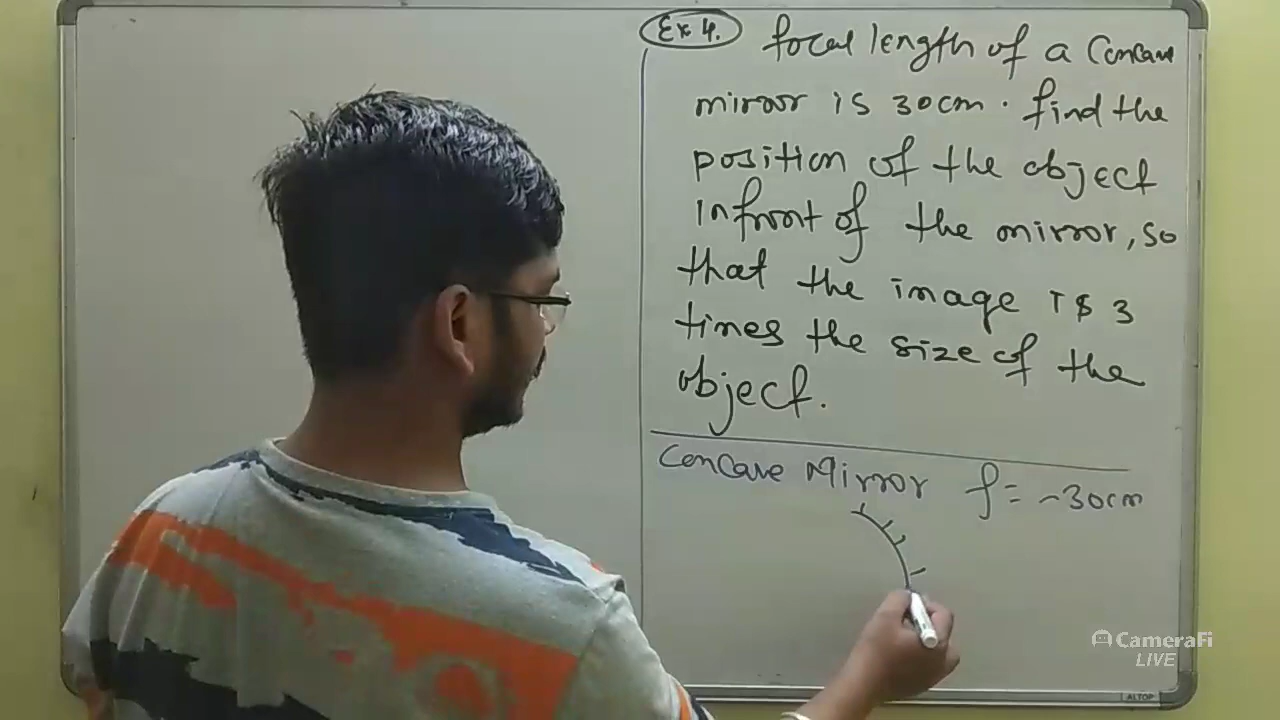 Ex 4. focal length of a Concave
mirror is 30cm. find the
position of the object
infront of the mirror, so
that the image is 3
times the size of the
object.
Concave Mirror f = -30cm
CameraFi
LIVE
ALTOP